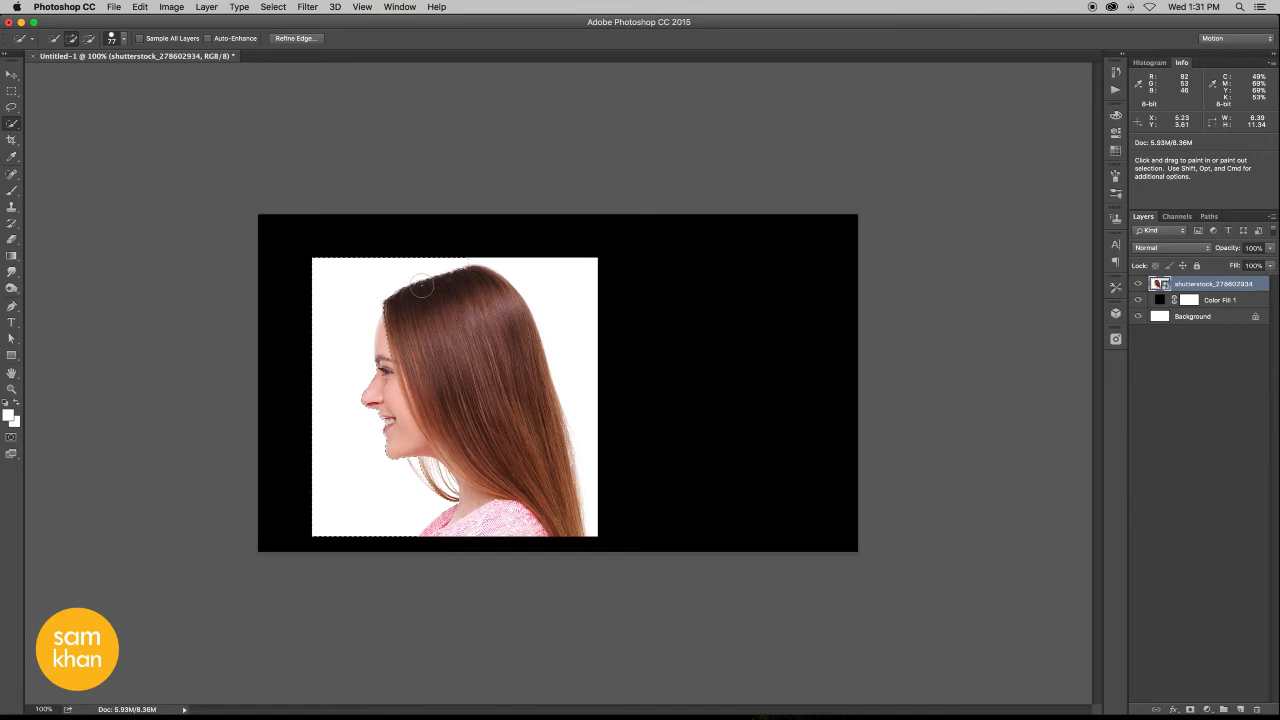 Photoshop CC File Edit Image Layer Type Select Filter 3D View Window Help Wed 1:31 PM
Adobe Photoshop CC 2015
77 Sample All Layers Auto-Enhance Refine Edge... Motion
× Untitled-1 @ 100% (shutterstock_278602934, RGB/8) *
Histogram Info
R: 82 C: 49%
G: 53 M: 69%
B: 46 Y: 69%
K: 53%
8-bit 8-bit
X: 5.23 W: 6.39
Y: 3.61 H: 11.34
Doc: 5.93M/8.36M
Click and drag to paint in or paint out
selection. Use Shift, Opt, and Cmd for
additional options.
Layers Channels Paths
Kind
Normal Opacity: 100%
Lock: Fill: 100%
shutterstock_278602934
Color Fill 1
Background
sam
khan
100% Doc: 5.93M/8.36M